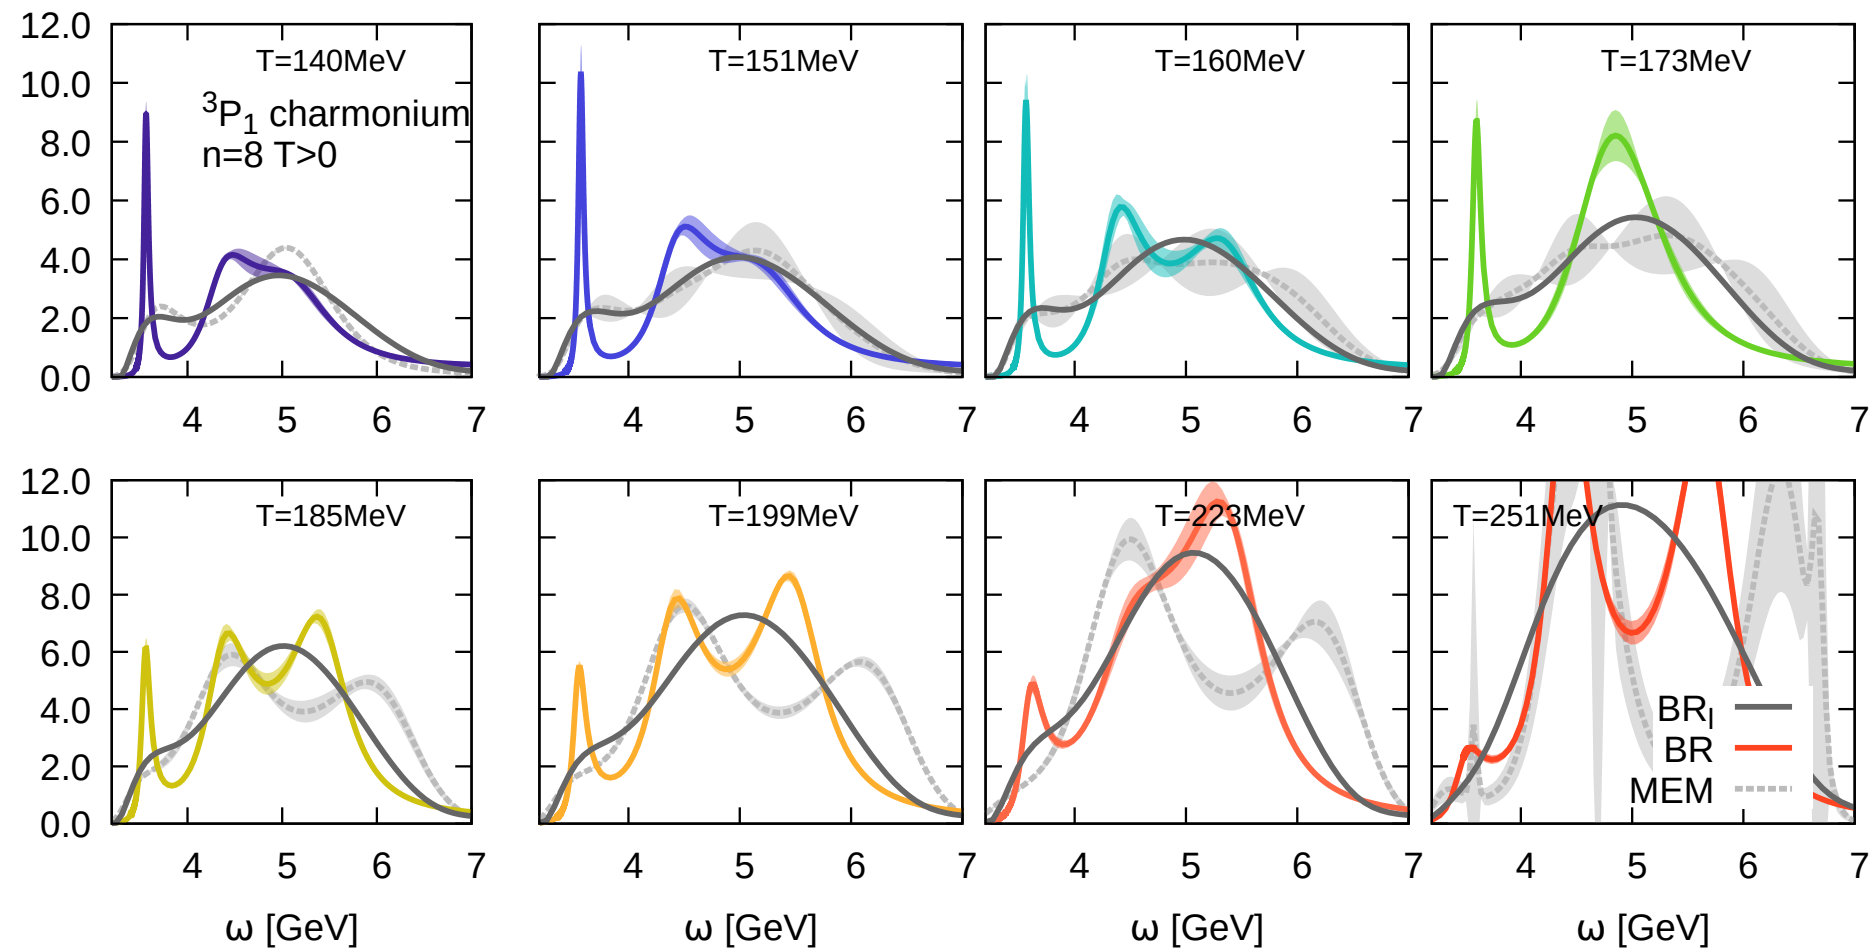 12.0
10.0
8.0
6.0
4.0
2.0
0.0
T=140MeV
³P₁ charmonium
n=8 T>0
T=151MeV
T=160MeV
T=173MeV
4 5 6 7
4 5 6 7
4 5 6 7
4 5 6 7
12.0
10.0
8.0
6.0
4.0
2.0
0.0
T=185MeV
T=199MeV
T=223MeV
T=251MeV
BR_l
BR
MEM
4 5 6 7
4 5 6 7
4 5 6 7
4 5 6 7
ω [GeV]
ω [GeV]
ω [GeV]
ω [GeV]